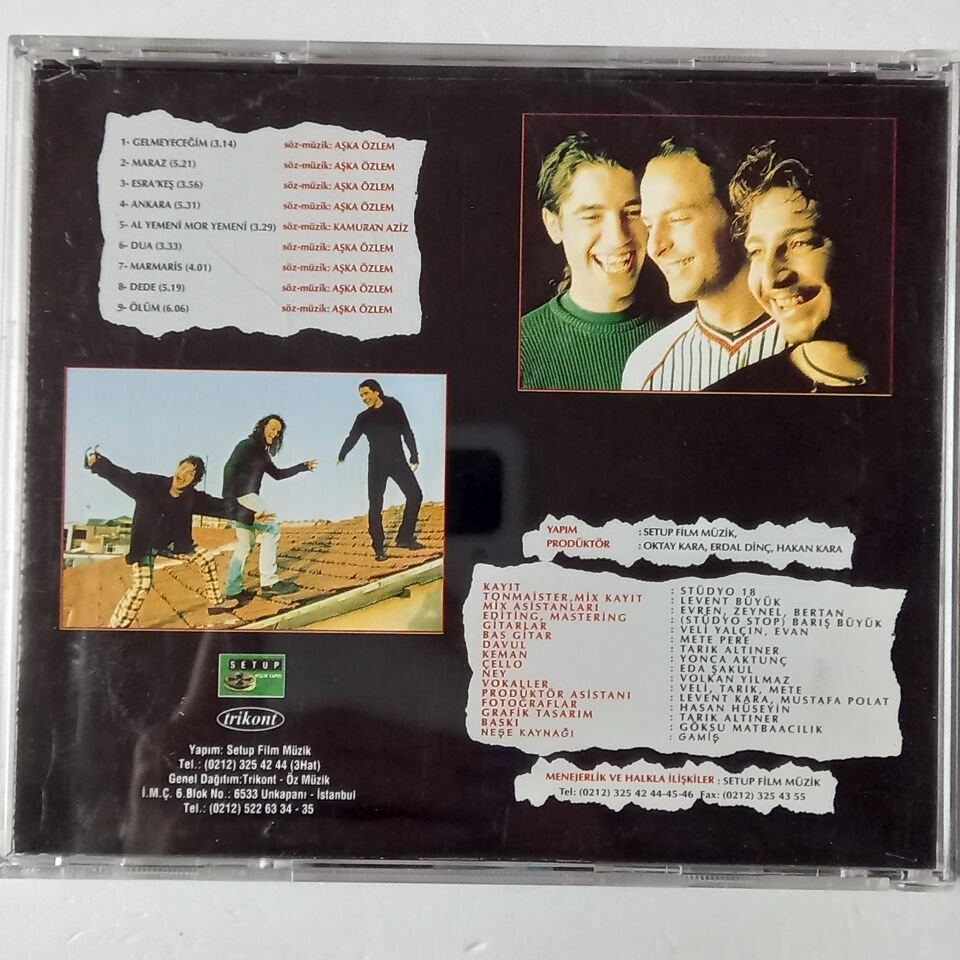 1- GELMEYECEĞİM (3.14) söz-müzik: AŞKA ÖZLEM
2- MARAZ (5.21) söz-müzik: AŞKA ÖZLEM
3- ESRA'KEŞ (3.56) söz-müzik: AŞKA ÖZLEM
4- ANKARA (5.31) söz-müzik: AŞKA ÖZLEM
5- AL YEMENİ MOR YEMENİ (3.29) söz-müzik: KAMURAN AZİZ
6- DUA (3.33) söz-müzik: AŞKA ÖZLEM
7- MARMARİS (4.01) söz-müzik: AŞKA ÖZLEM
8- DEDE (5.19) söz-müzik: AŞKA ÖZLEM
9- ÖLÜM (6.06) söz-müzik: AŞKA ÖZLEM
YAPIM : SETUP FİLM MÜZİK,
PRODÜKTÖR : OKTAY KARA, ERDAL DİNÇ, HAKAN KARA
KAYIT : STÜDYO 18
TONMAİSTER,MİX KAYIT : LEVENT BÜYÜK
MİX ASİSTANLARI : EVREN, ZEYNEL, BERTAN
EDİTİNG, MASTERİNG : (STÜDYO STOP) BARIŞ BÜYÜK
GİTARLAR : VELİ YALÇIN, EVAN
BAS GİTAR : METE PERE
DAVUL : TARIK ALTINER
KEMAN : YONCA AKTUNÇ
ÇELLO : EDA ŞAKUL
NEY : VOLKAN YILMAZ
VOKALLER : VELİ, TARIK, METE
PRODÜKTÖR ASİSTANI : LEVENT KARA, MUSTAFA POLAT
FOTOĞRAFLAR : HASAN HÜSEYİN
GRAFİK TASARIM : TARIK ALTINER
BASKI : GÖKSU MATBAACILIK
NEŞE KAYNAĞI : GAMİŞ
MENEJERLİK VE HALKLA İLİŞKİLER : SETUP FİLM MÜZİK
Tel: (0212) 325 42 44-45-46 Fax: (0212) 325 43 55
SETUP
trikont
Yapım: Setup Film Müzik
Tel.: (0212) 325 42 44 (3Hat)
Genel Dağıtım:Trikont - Öz Müzik
İ.M.Ç. 6.Blok No.: 6533 Unkapanı - İstanbul
Tel.: (0212) 522 63 34 - 35